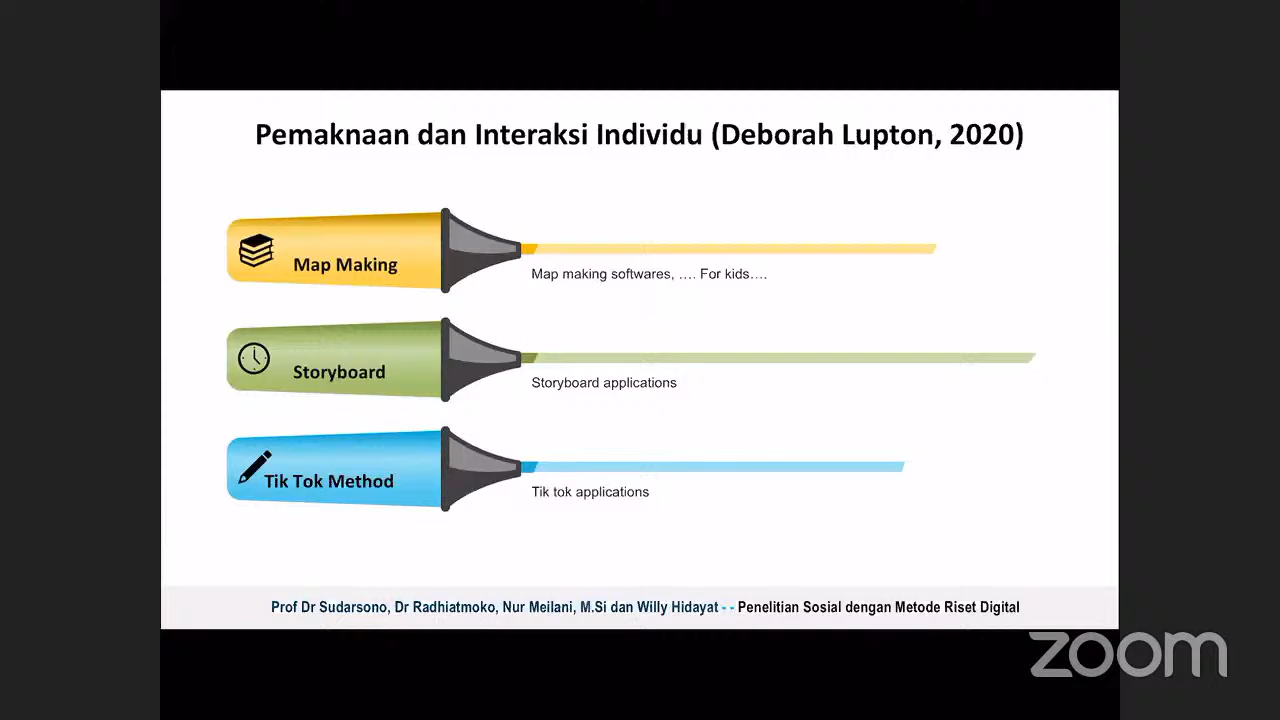 Pemaknaan dan Interaksi Individu (Deborah Lupton, 2020)
Map Making
Map making softwares, .... For kids....
Storyboard
Storyboard applications
Tik Tok Method
Tik tok applications
Prof Dr Sudarsono, Dr Radhiatmoko, Nur Meilani, M.Si dan Willy Hidayat - - Penelitian Sosial dengan Metode Riset Digital
zoom